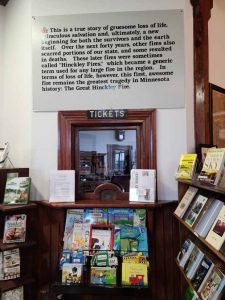 This is a true story of gruesome loss of life,
miraculous salvation and, ultimately, a new
beginning for both the survivors and the earth
itself. Over the next forty years, other fires also
scarred portions of our state, and some resulted
in deaths. These later fires were sometimes
called 'Hinckley Fires' which became a generic
term used for any large fire in the region. In
terms of loss of life, however, this first, awesome
fire remains the greatest tragedy in Minnesota
history: The Great Hinckley Fire.
TICKETS